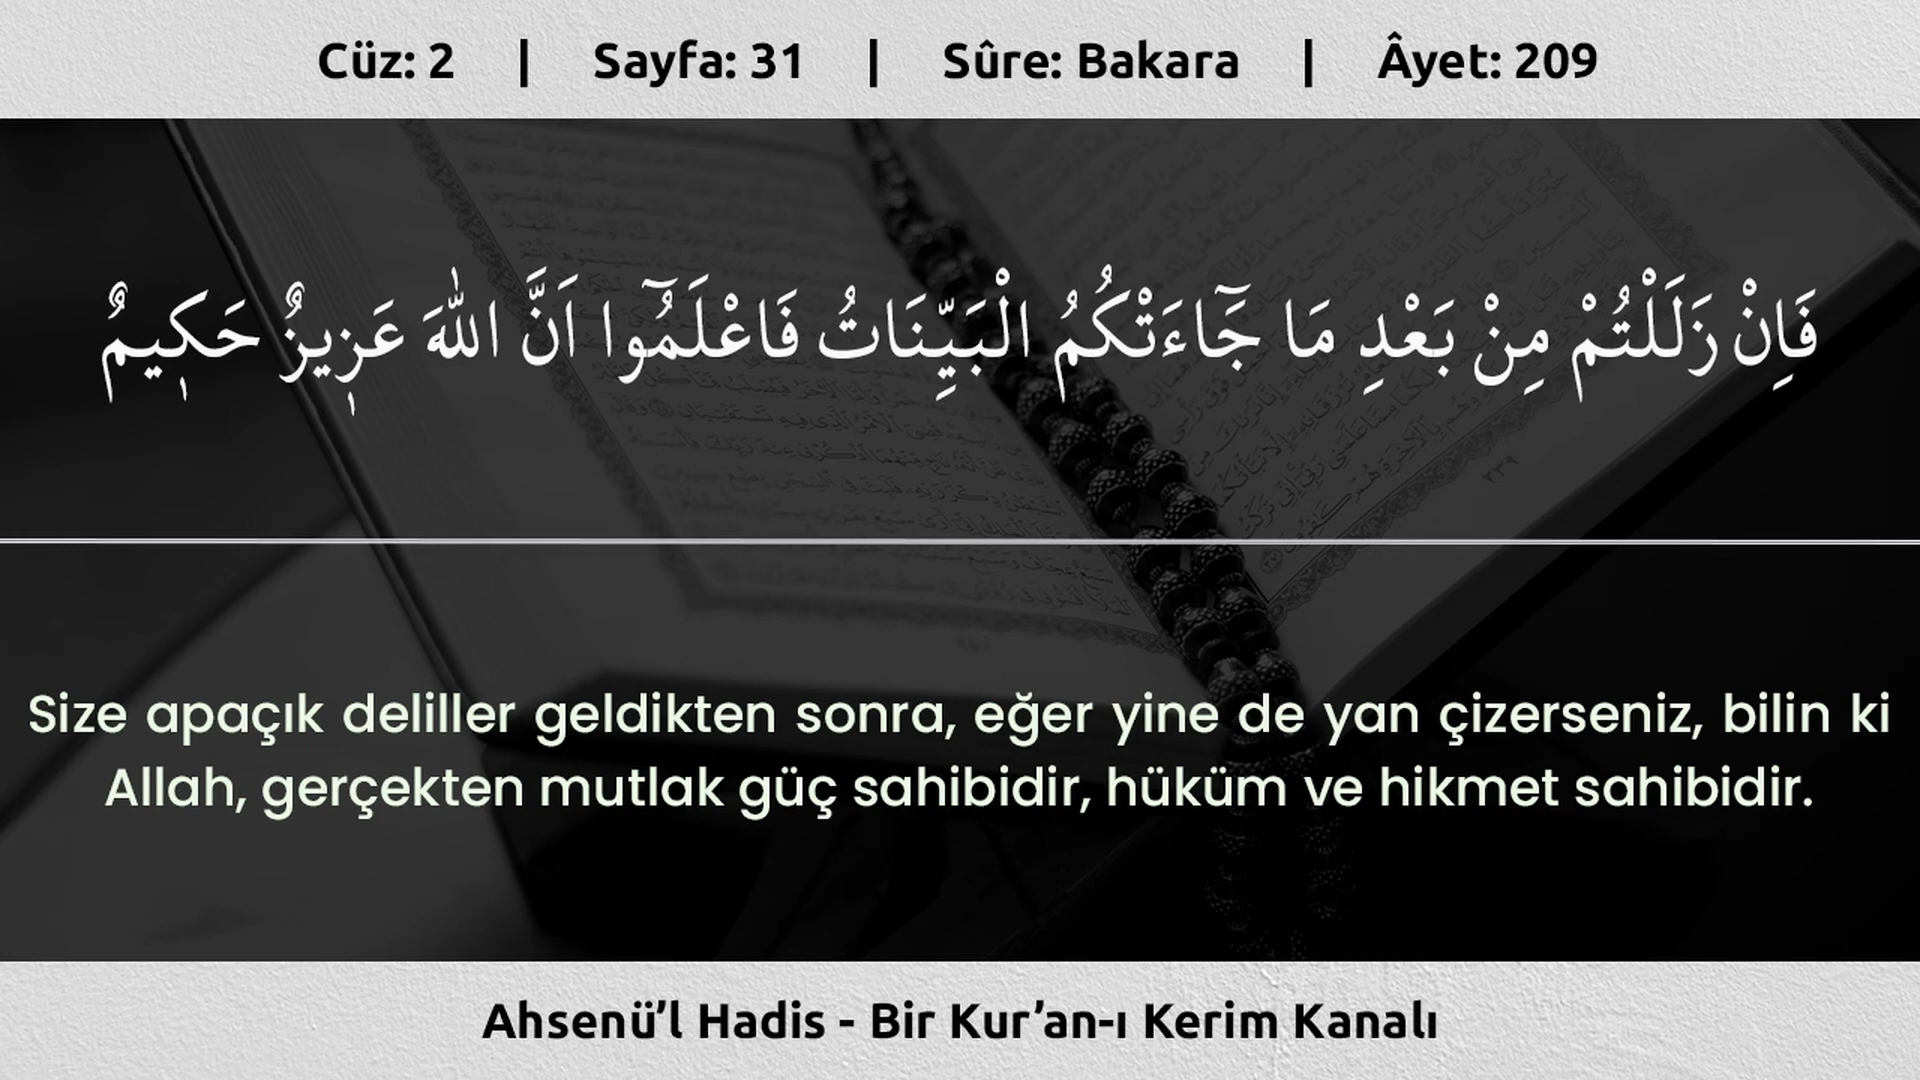 Cüz: 2 | Sayfa: 31 | Sûre: Bakara | Âyet: 209
فَاِنْ زَلَلْتُمْ مِنْ بَعْدِ مَا جَٓاءَتْكُمُ الْبَيِّنَاتُ فَاعْلَمُٓوا اَنَّ اللّٰهَ عَز۪يزٌ حَك۪يمٌ
Size apaçık deliller geldikten sonra, eğer yine de yan çizerseniz, bilin ki
Allah, gerçekten mutlak güç sahibidir, hüküm ve hikmet sahibidir.
Ahsenü’l Hadis - Bir Kur’an-ı Kerim Kanalı